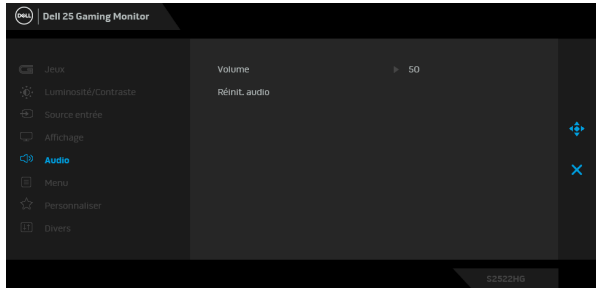 DELL Dell 25 Gaming Monitor
Jeux
Luminosité/Contraste
Source entrée
Affichage
Audio
Menu
Personnaliser
Divers
Volume 50
Réinit. audio
S2522HG